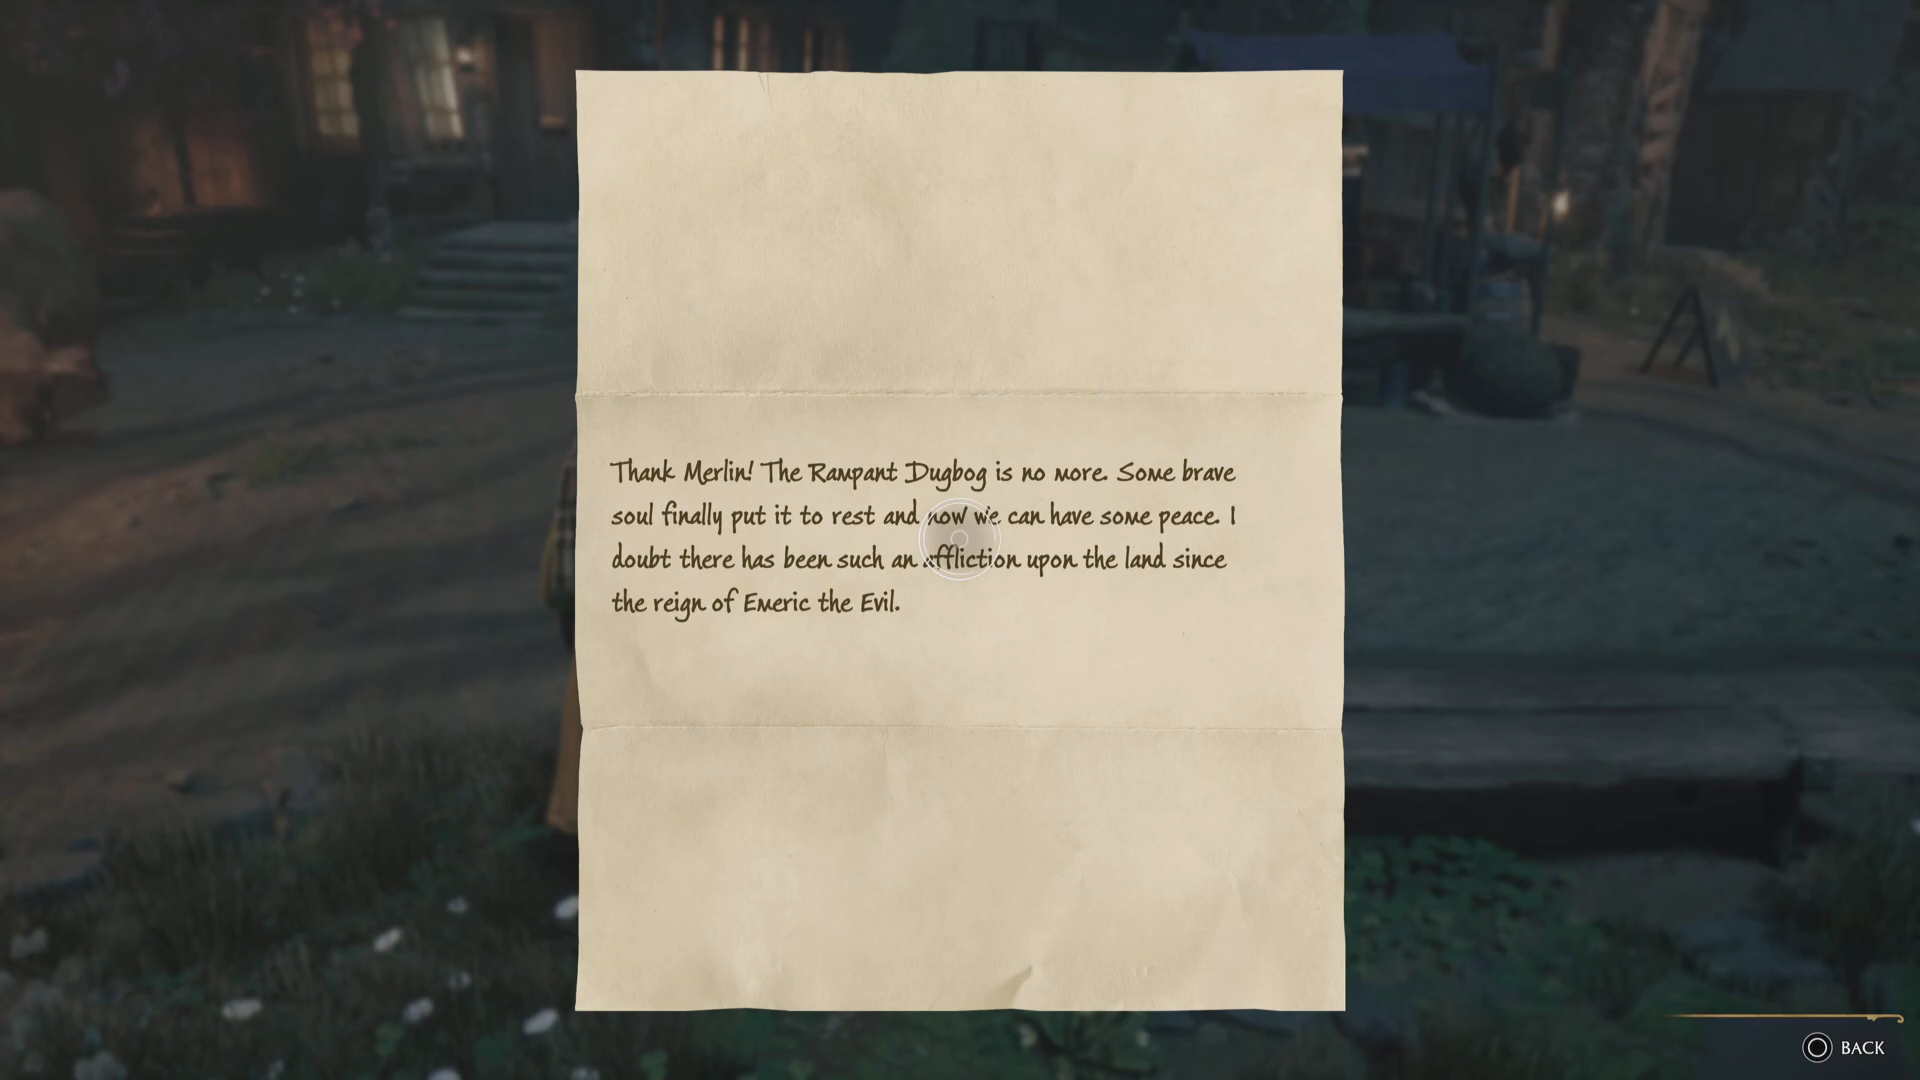 Thank Merlin! The Rampant Dugbog is no more. Some brave
soul finally put it to rest and now we can have some peace. I
doubt there has been such an affliction upon the land since
the reign of Emeric the Evil.
BACK